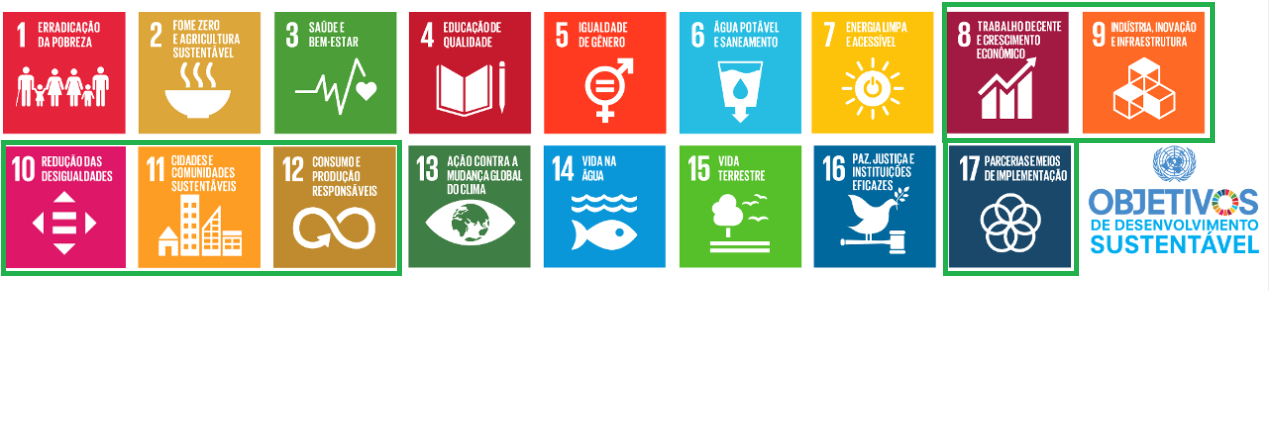 1 ERRADICAÇÃO
DA POBREZA
2 FOME ZERO
E AGRICULTURA
SUSTENTÁVEL
3 SAÚDE E
BEM-ESTAR
4 EDUCAÇÃO DE
QUALIDADE
5 IGUALDADE
DE GÊNERO
6 ÁGUA POTÁVEL
E SANEAMENTO
7 ENERGIA LIMPA
E ACESSÍVEL
8 TRABALHO DECENTE
E CRESCIMENTO
ECONÔMICO
9 INDÚSTRIA, INOVAÇÃO
E INFRAESTRUTURA
10 REDUÇÃO DAS
DESIGUALDADES
11 CIDADES E
COMUNIDADES
SUSTENTÁVEIS
12 CONSUMO E
PRODUÇÃO
RESPONSÁVEIS
13 AÇÃO CONTRA A
MUDANÇA GLOBAL
DO CLIMA
14 VIDA NA
ÁGUA
15 VIDA
TERRESTRE
16 PAZ, JUSTIÇA E
INSTITUIÇÕES
EFICAZES
17 PARCERIAS E MEIOS
DE IMPLEMENTAÇÃO
OBJETIVOS
DE DESENVOLVIMENTO
SUSTENTÁVEL